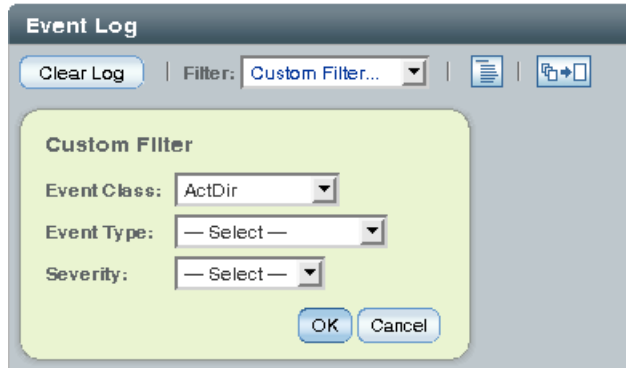 Event Log
Clear Log | Filter: Custom Filter... | |
Custom Filter
Event Class: ActDir
Event Type: — Select —
Severity: — Select —
OK Cancel